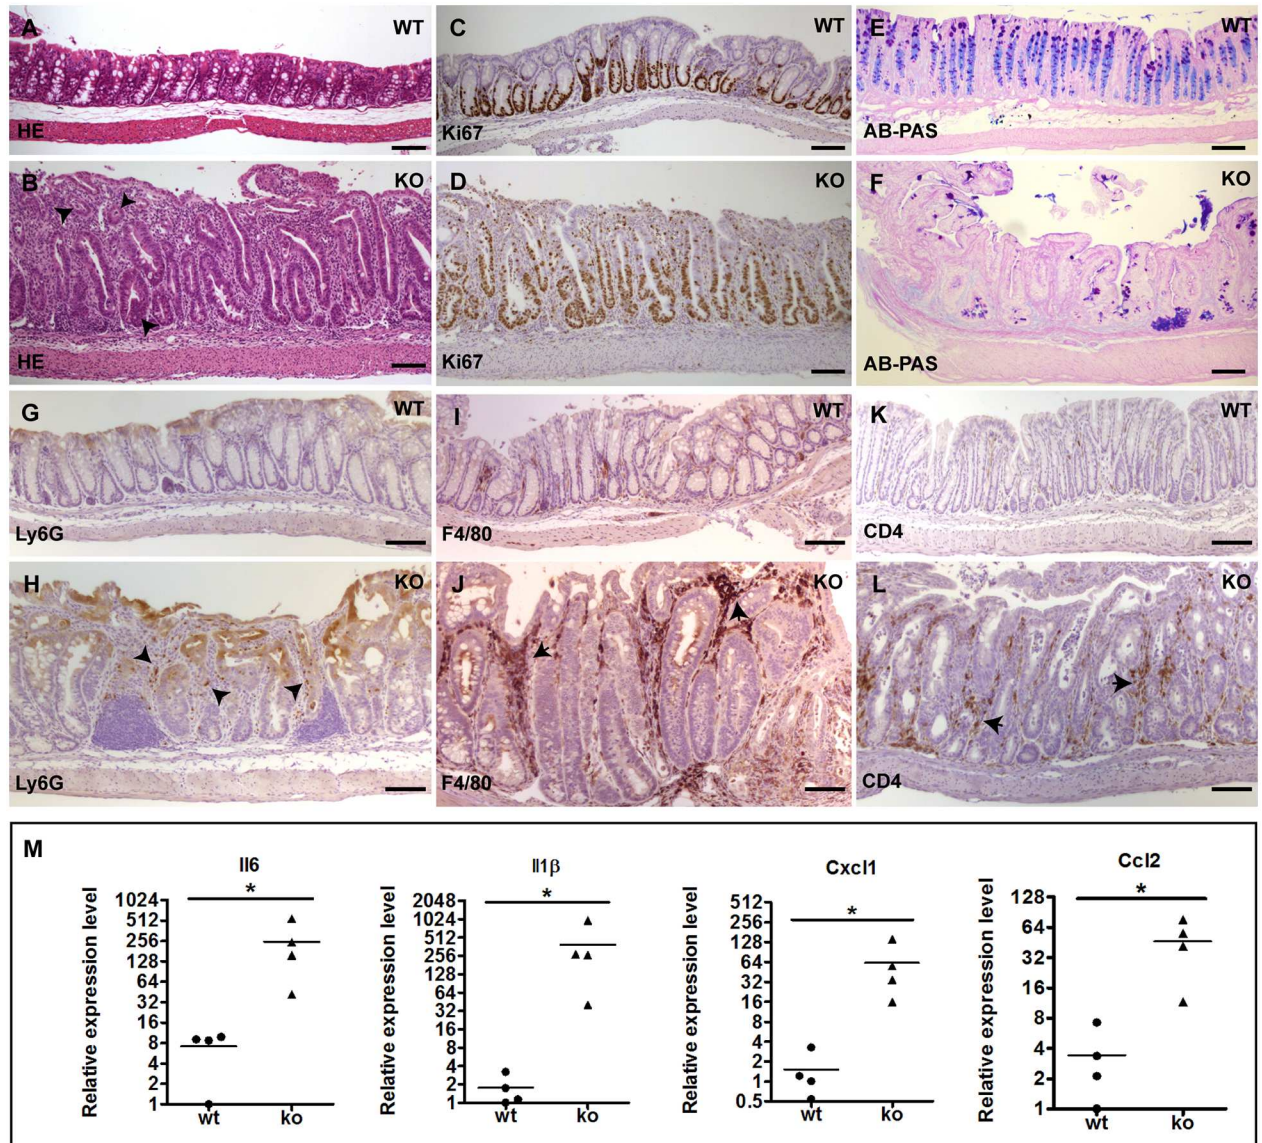 A WT
HE
C WT
Ki67
E WT
AB-PAS
B KO
HE
D KO
Ki67
F KO
AB-PAS
G WT
Ly6G
I WT
F4/80
K WT
CD4
H KO
Ly6G
J KO
F4/80
L KO
CD4
M
Il6
Relative expression level
1024
512
256
128
64
32
16
8
4
2
1
*
wt ko
Il1β
Relative expression level
2048
1024
512
256
128
64
32
16
8
4
2
1
*
wt ko
Cxcl1
Relative expression level
512
256
128
64
32
16
8
4
2
1
0.5
*
wt ko
Ccl2
Relative expression level
128
64
32
16
8
4
2
1
*
wt ko